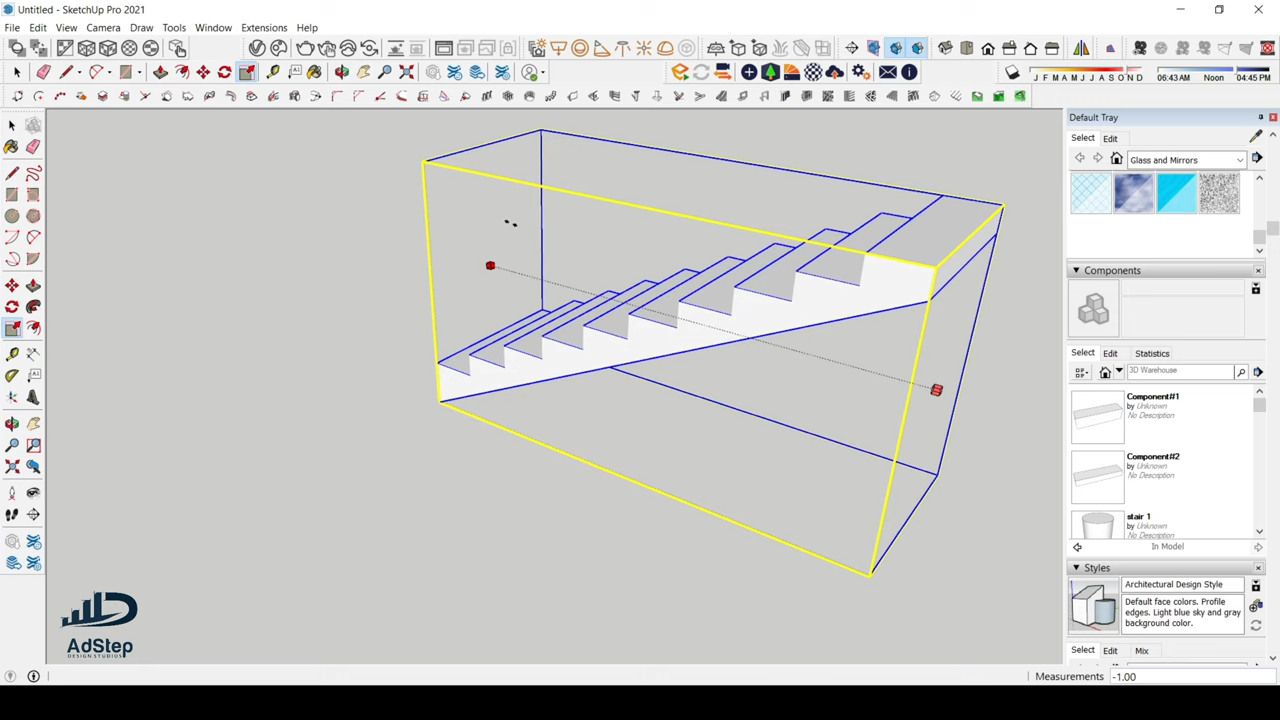 Untitled - SketchUp Pro 2021
File Edit View Camera Draw Tools Window Extensions Help
J F M A M J J A S O N D
06:43 AM Noon 04:45 PM
Default Tray
Select Edit
Glass and Mirrors
Components
Select Edit Statistics
3D Warehouse
Component#1
by Unknown
No Description
Component#2
by Unknown
No Description
stair 1
by Unknown
No Description
In Model
Styles
Architectural Design Style
Default face colors. Profile
edges. Light blue sky and gray
background color.
Select Edit Mix
AdStep
DESIGN STUDIOS
Measurements -1.00